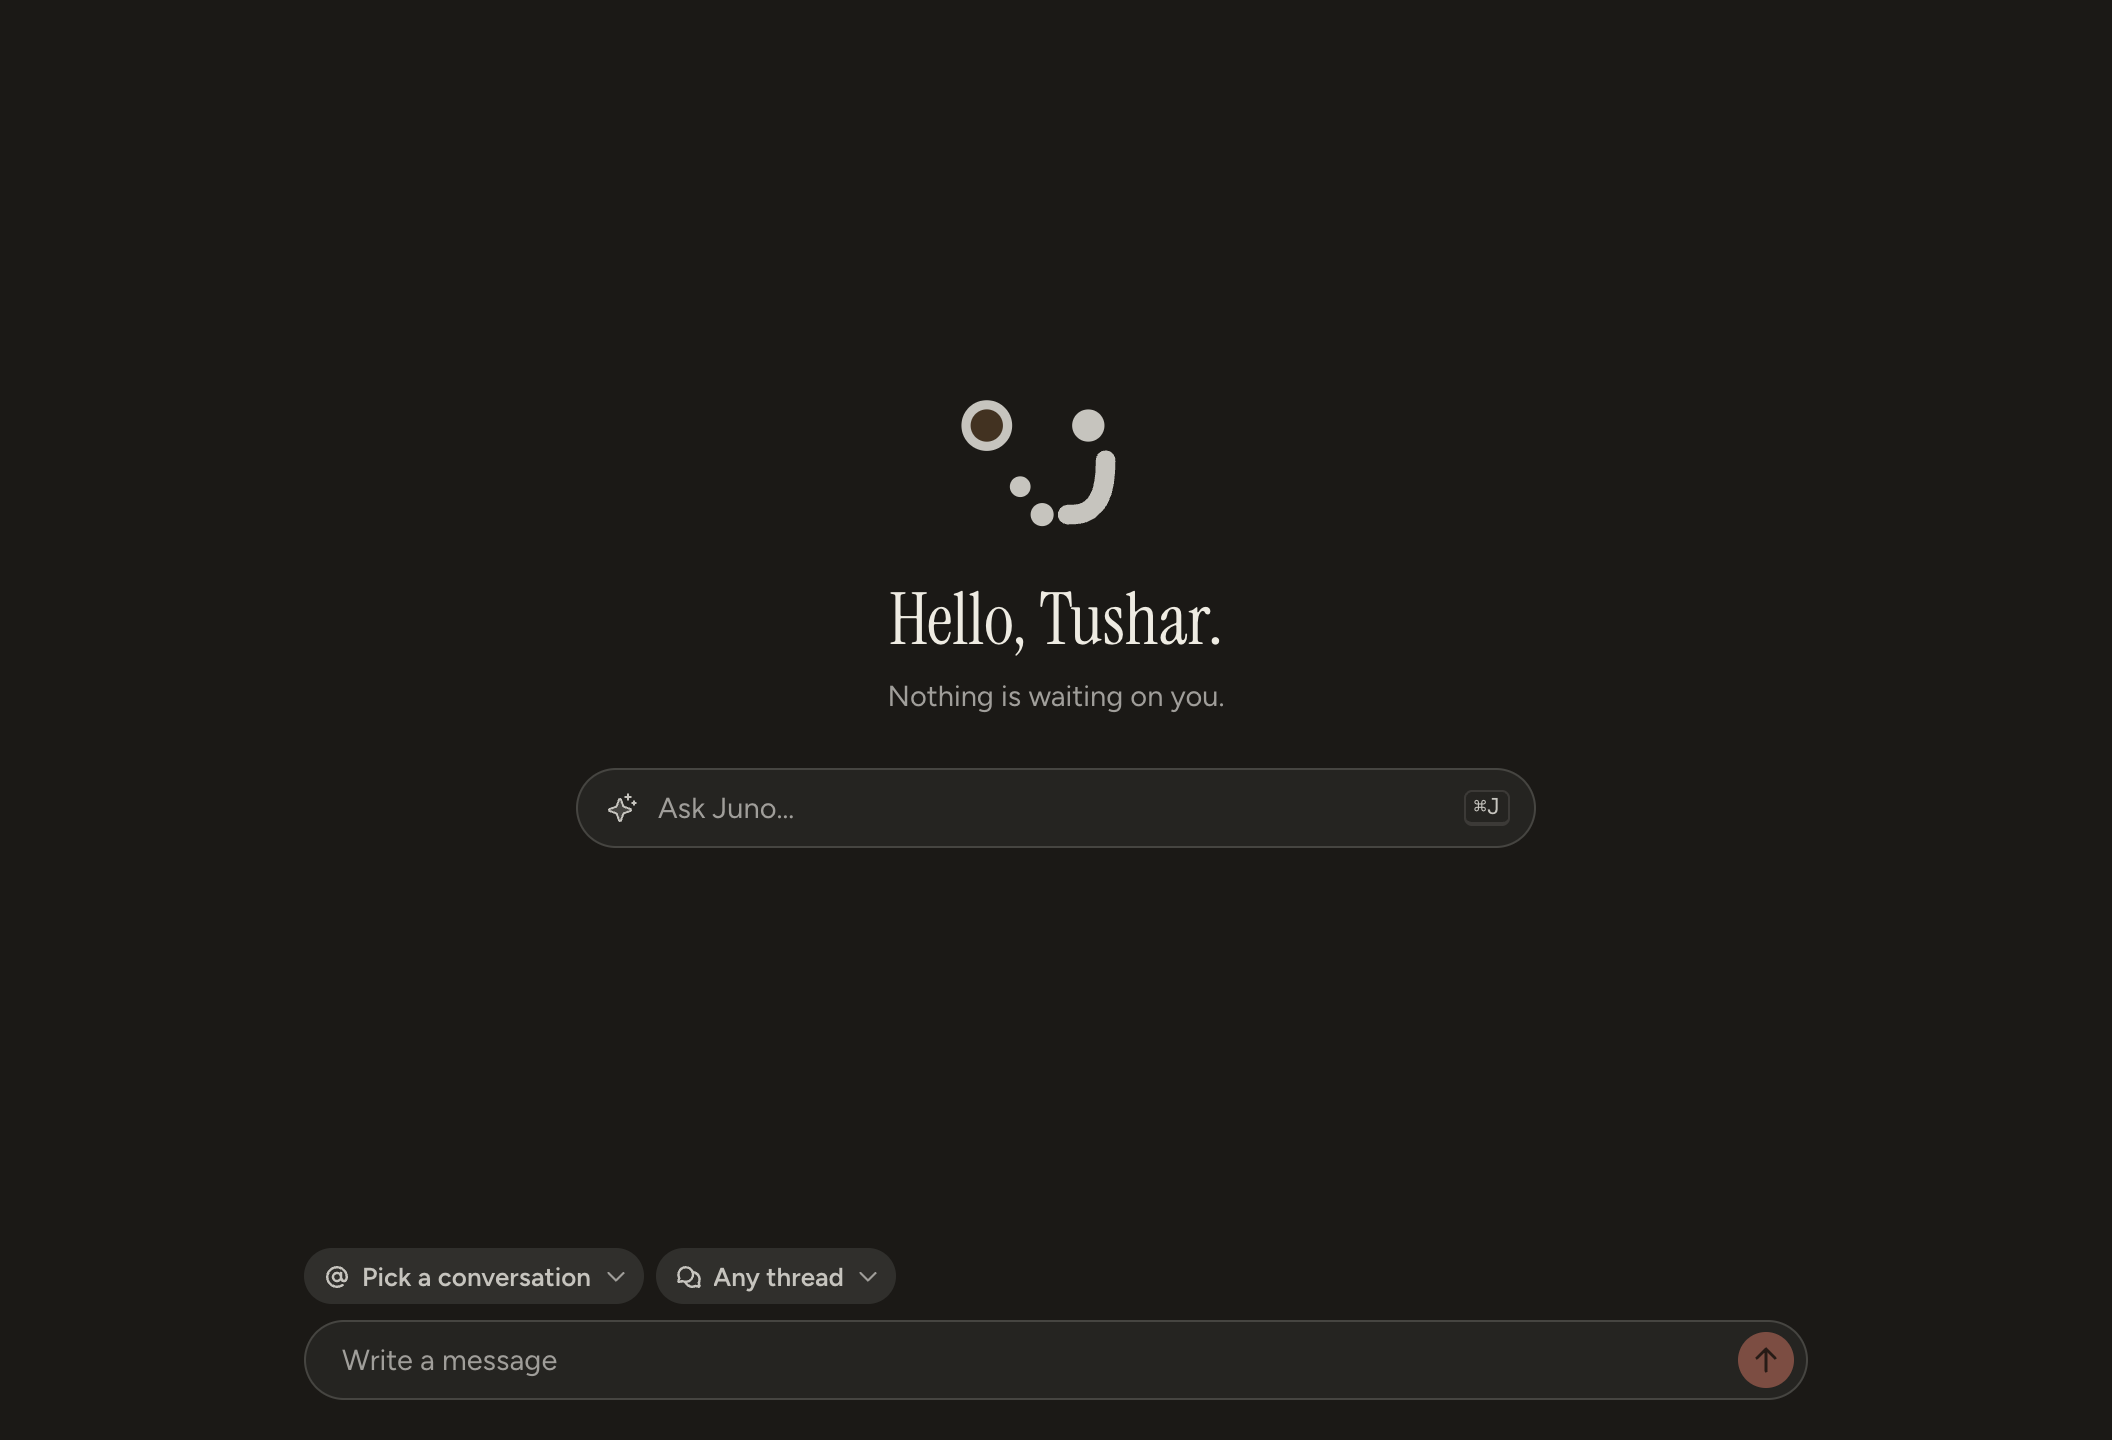 Hello, Tushar.
Nothing is waiting on you.
Ask Juno...
⌘J
Pick a conversation
Any thread
Write a message